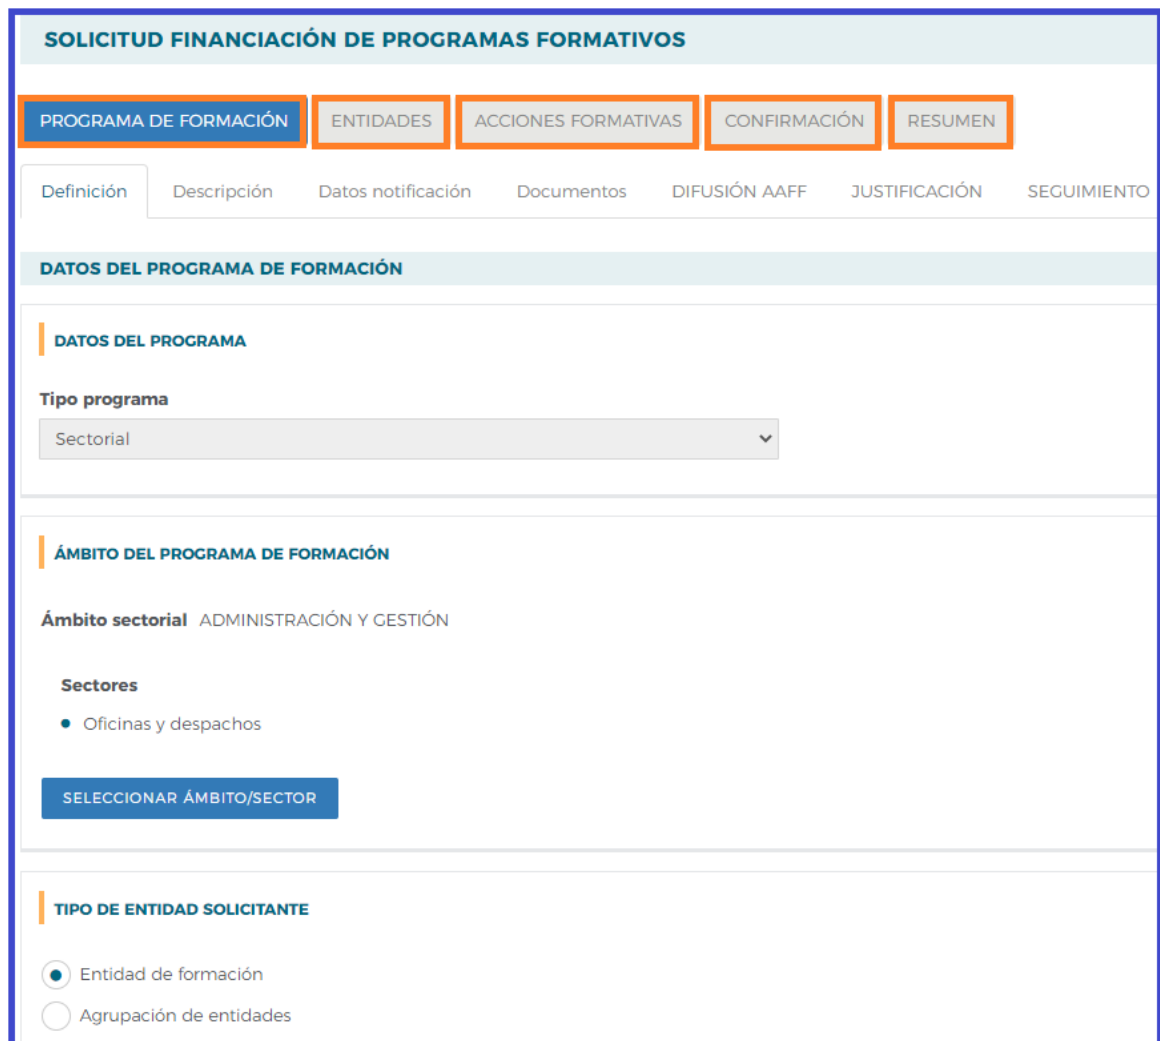 SOLICITUD FINANCIACIÓN DE PROGRAMAS FORMATIVOS
PROGRAMA DE FORMACIÓN ENTIDADES ACCIONES FORMATIVAS CONFIRMACIÓN RESUMEN
Definición Descripción Datos notificación Documentos DIFUSIÓN AAFF JUSTIFICACIÓN SEGUIMIENTO
DATOS DEL PROGRAMA DE FORMACIÓN
DATOS DEL PROGRAMA
Tipo programa
Sectorial
ÁMBITO DEL PROGRAMA DE FORMACIÓN
Ámbito sectorial ADMINISTRACIÓN Y GESTIÓN
Sectores
Oficinas y despachos
SELECCIONAR ÁMBITO/SECTOR
TIPO DE ENTIDAD SOLICITANTE
Entidad de formación
Agrupación de entidades